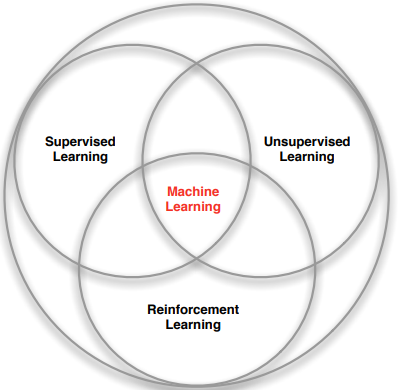 Supervised
Learning
Unsupervised
Learning
Machine
Learning
Reinforcement
Learning